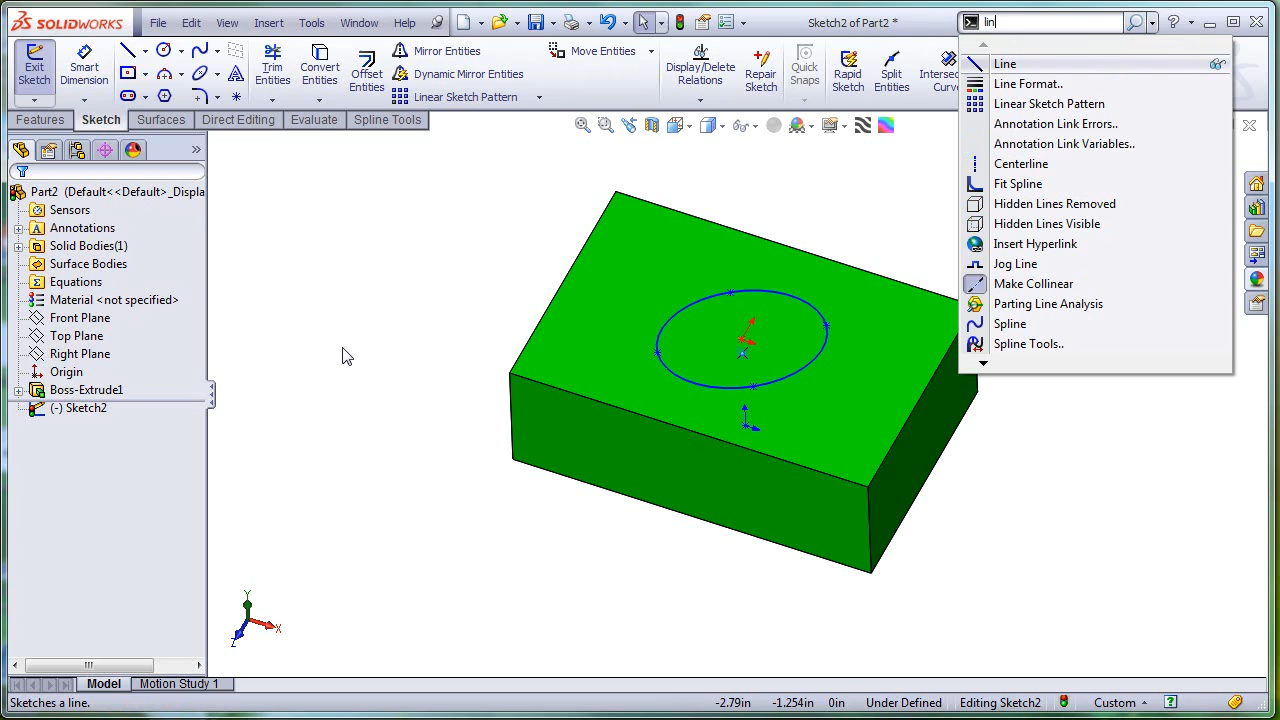 SOLIDWORKS File Edit View Insert Tools Window Help Sketch2 of Part2 * lin
Exit Sketch
Smart Dimension
Trim Entities
Convert Entities
Offset Entities
Mirror Entities
Dynamic Mirror Entities
Linear Sketch Pattern
Move Entities
Display/Delete Relations
Repair Sketch
Quick Snaps
Rapid Sketch
Split Entities
Intersec
Curv
Features Sketch Surfaces Direct Editing Evaluate Spline Tools
Part2 (Default<<Default>_Displa
Sensors
Annotations
Solid Bodies(1)
Surface Bodies
Equations
Material <not specified>
Front Plane
Top Plane
Right Plane
Origin
Boss-Extrude1
(-) Sketch2
Line
Line Format..
Linear Sketch Pattern
Annotation Link Errors..
Annotation Link Variables..
Centerline
Fit Spline
Hidden Lines Removed
Hidden Lines Visible
Insert Hyperlink
Jog Line
Make Collinear
Parting Line Analysis
Spline
Spline Tools..
Y
X
Z
Model Motion Study 1
Sketches a line. -2.79in -1.254in 0in Under Defined Editing Sketch2 Custom